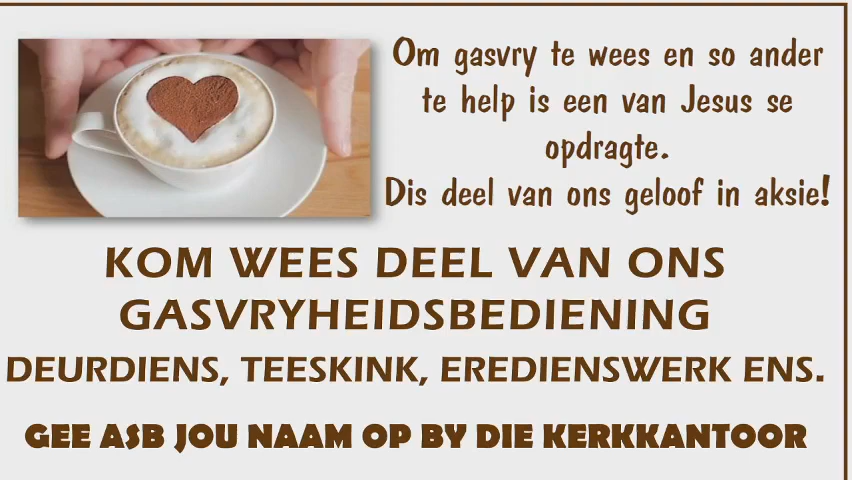 Om gasvry te wees en so ander
te help is een van Jesus se
opdragte.
Dis deel van ons geloof in aksie!
KOM WEES DEEL VAN ONS
GASVRYHEIDSBEDIENING
DEURDIENS, TEESKINK, EREDIENSWERK ENS.
GEE ASB JOU NAAM OP BY DIE KERKKANTOOR